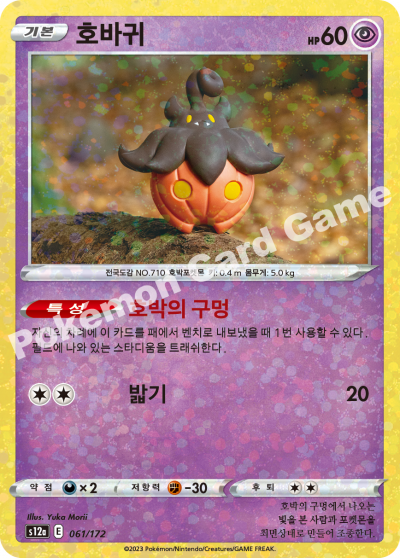 기본 호바귀 HP 60
전국도감 NO.710 호박포켓몬 키: 0.4 m 몸무게: 5.0 kg
특성 호박의 구멍
자신의 차례에 이 카드를 패에서 벤치로 내보냈을 때 1번 사용할 수 있다.
필드에 나와 있는 스타디움을 트래쉬한다.
밟기 20
약점 ×2 저항력 -30 후퇴
Illus. Yuka Morii
s12a E 061/172
호박의 구멍에서 나오는
빛을 본 사람과 포켓몬을
최면상태로 만들어 조종한다.
©2023 Pokémon/Nintendo/Creatures/GAME FREAK.
Pokémon Card Game